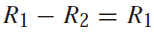 R₁ − R₂ = R₁